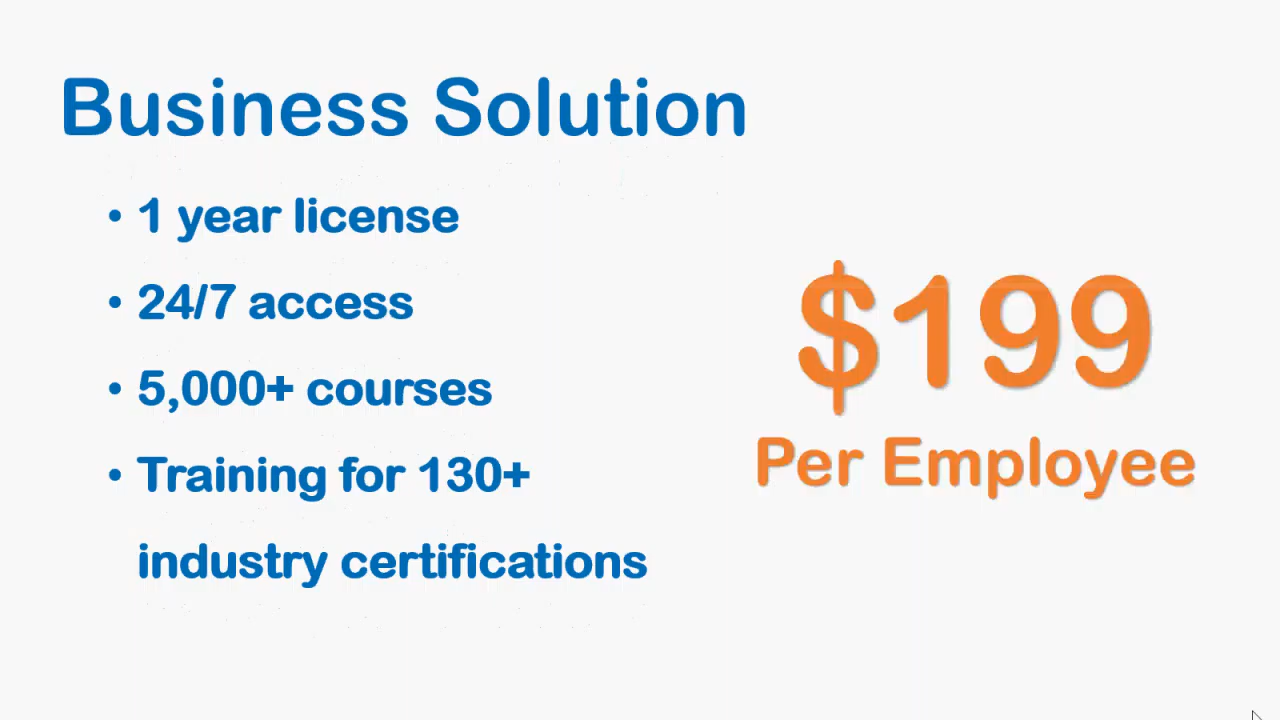 Business Solution
• 1 year license
• 24/7 access
• 5,000+ courses
• Training for 130+
industry certifications
$199
Per Employee